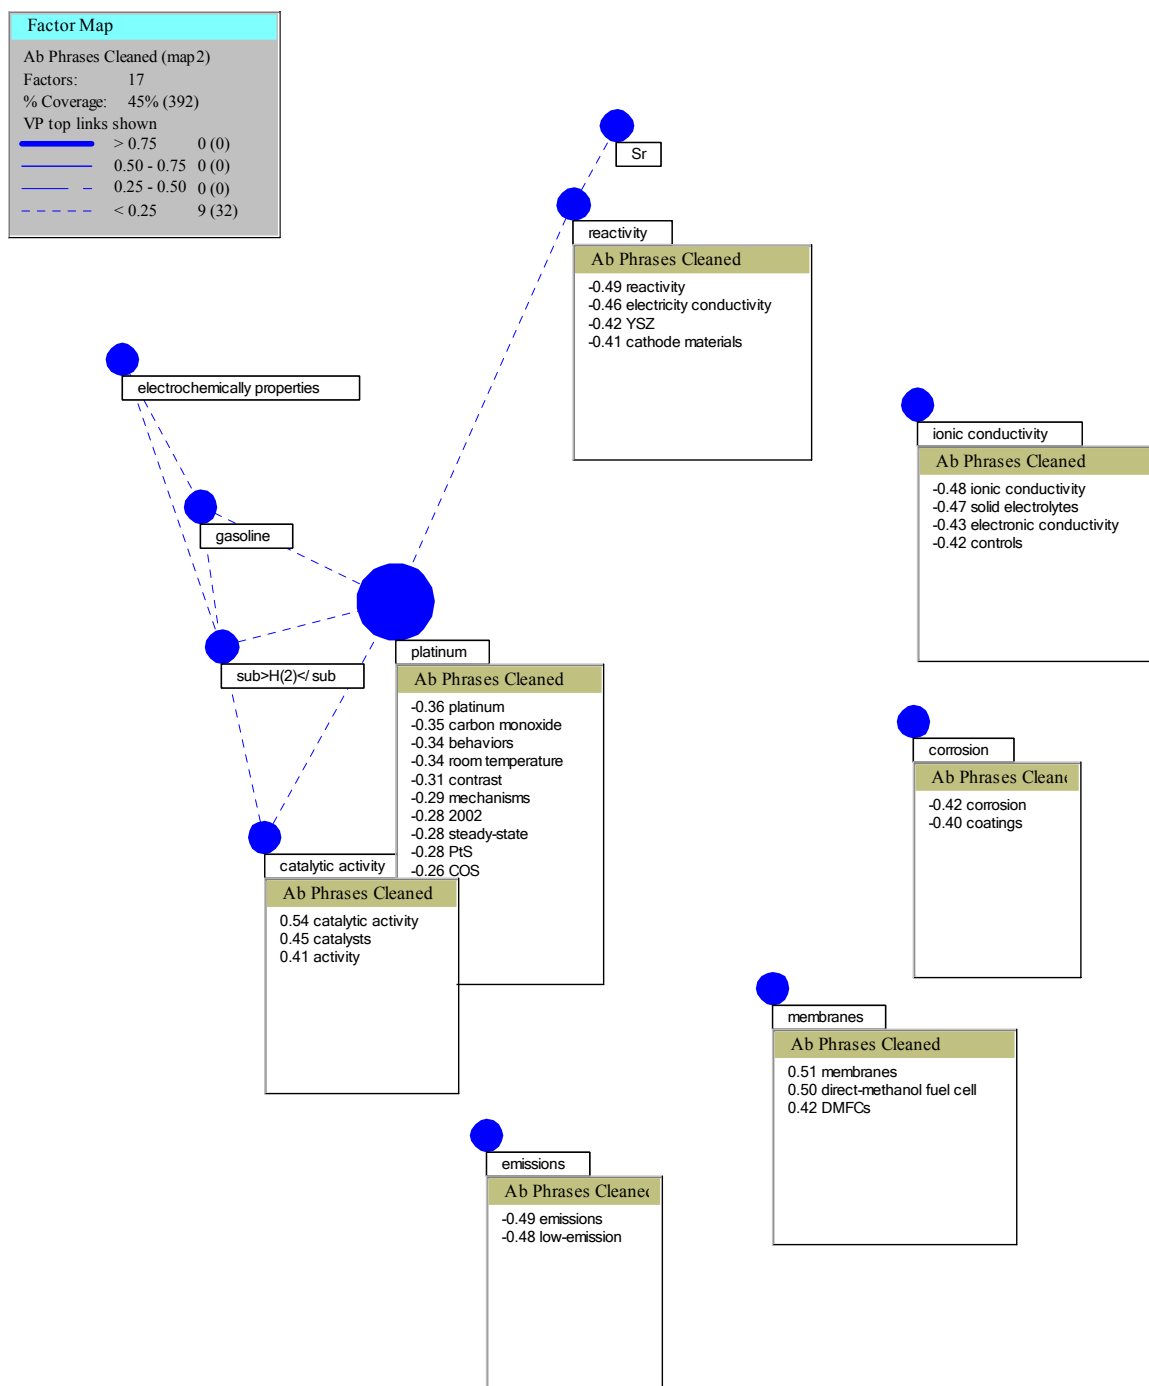 Factor Map
Ab Phrases Cleaned (map2)
Factors: 17
% Coverage: 45% (392)
VP top links shown
> 0.75 0 (0)
0.50 - 0.75 0 (0)
0.25 - 0.50 0 (0)
< 0.25 9 (32)
Sr
reactivity
Ab Phrases Cleaned
-0.49 reactivity
-0.46 electricity conductivity
-0.42 YSZ
-0.41 cathode materials
electrochemically properties
ionic conductivity
Ab Phrases Cleaned
-0.48 ionic conductivity
-0.47 solid electrolytes
-0.43 electronic conductivity
-0.42 controls
gasoline
sub>H(2)</sub
platinum
Ab Phrases Cleaned
-0.36 platinum
-0.35 carbon monoxide
-0.34 behaviors
-0.34 room temperature
-0.31 contrast
-0.29 mechanisms
-0.28 2002
-0.28 steady-state
-0.28 PtS
-0.26 COS
corrosion
Ab Phrases Cleane
-0.42 corrosion
-0.40 coatings
catalytic activity
Ab Phrases Cleaned
0.54 catalytic activity
0.45 catalysts
0.41 activity
membranes
Ab Phrases Cleaned
0.51 membranes
0.50 direct-methanol fuel cell
0.42 DMFCs
emissions
Ab Phrases Cleane
-0.49 emissions
-0.48 low-emission